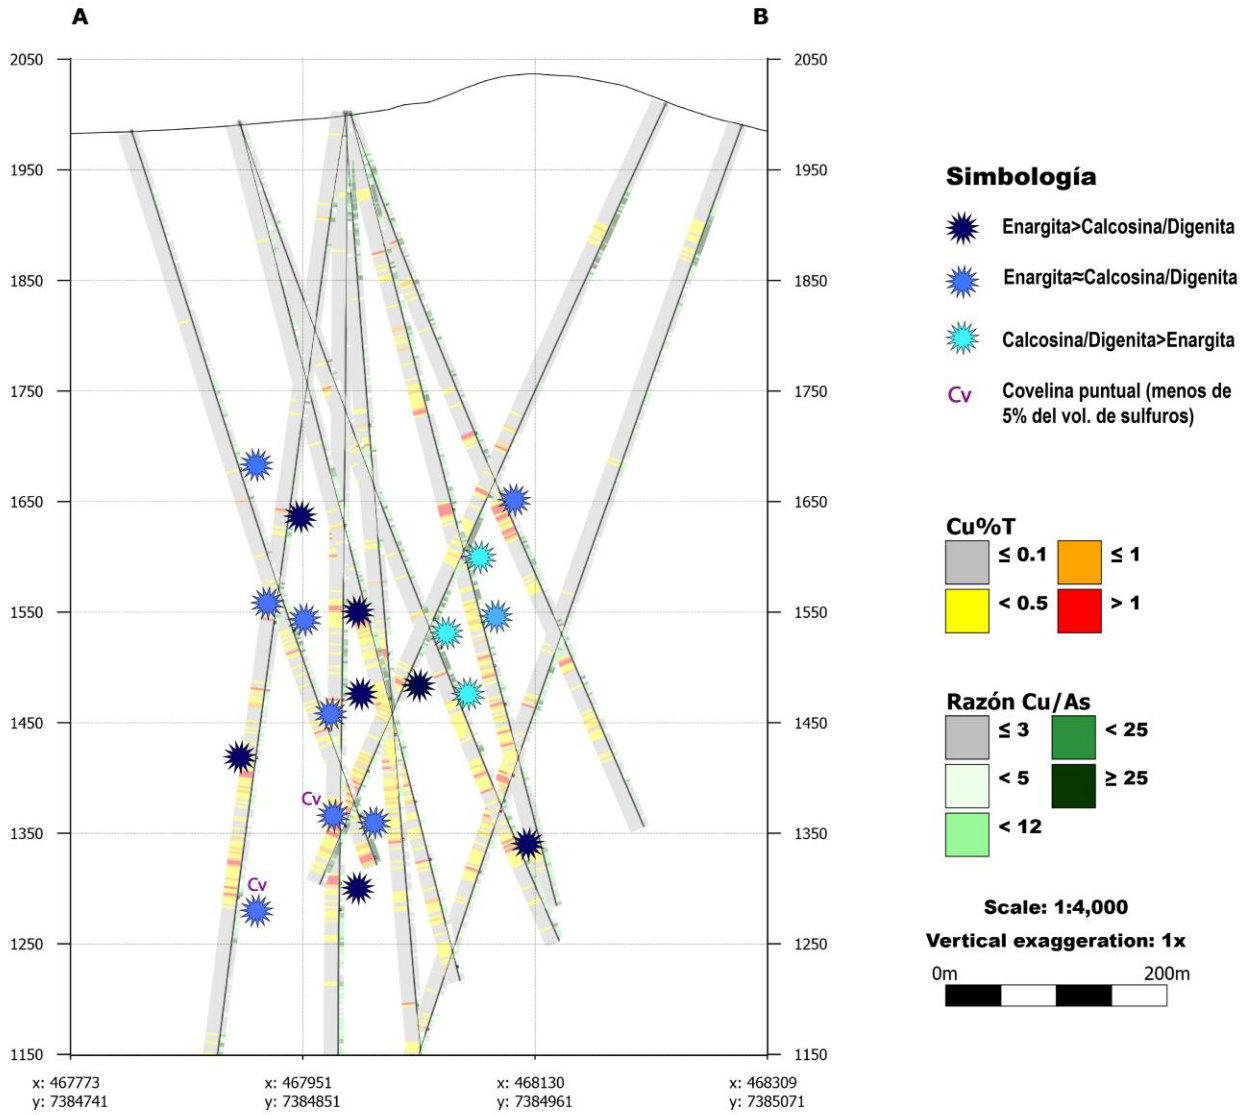 A
B
2050
2050
1950
1950
1850
1850
1750
1750
1650
1650
1550
1550
1450
1450
1350
1350
1250
1250
1150
1150
Cv
Cv
x: 467773
y: 7384741
x: 467951
y: 7384851
x: 468130
y: 7384961
x: 468309
y: 7385071
Simbología
Enargita>Calcosina/Digenita
Enargita≈Calcosina/Digenita
Calcosina/Digenita>Enargita
Cv
Covelina puntual (menos de
5% del vol. de sulfuros)
Cu%T
≤ 0.1
≤ 1
< 0.5
> 1
Razón Cu/As
≤ 3
< 25
< 5
≥ 25
< 12
Scale: 1:4,000
Vertical exaggeration: 1x
0m
200m